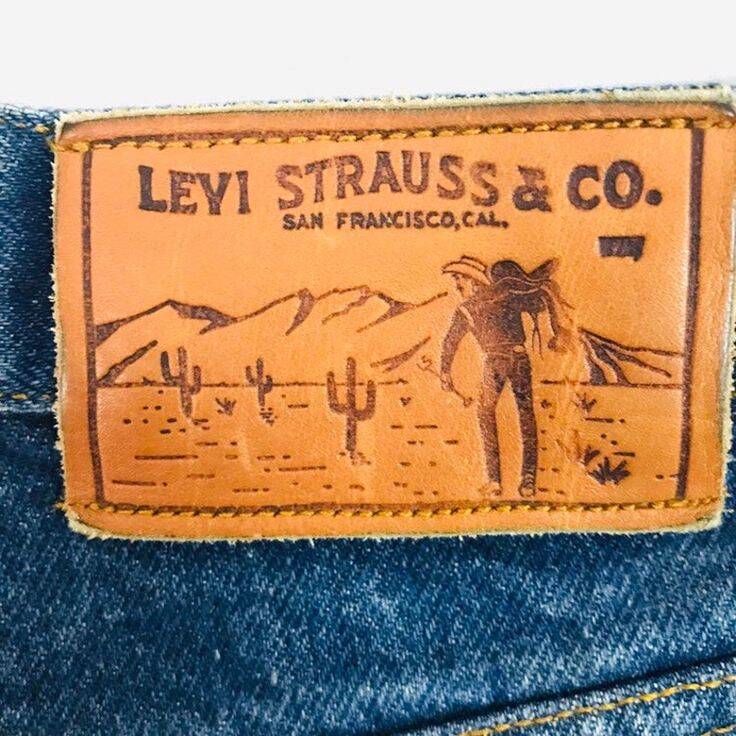 LEVI STRAUSS & CO.
SAN FRANCISCO, CAL.